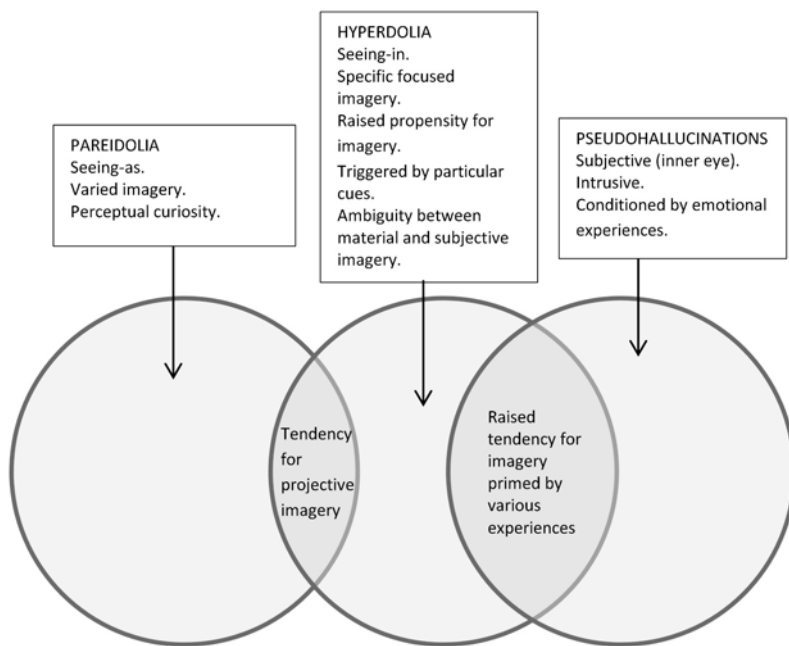 PAREIDOLIA
Seeing-as.
Varied imagery.
Perceptual curiosity.
HYPERDOLIA
Seeing-in.
Specific focused
imagery.
Raised propensity for
imagery.
Triggered by particular
cues.
Ambiguity between
material and subjective
imagery.
PSEUDOHALLUCINATIONS
Subjective (inner eye).
Intrusive.
Conditioned by emotional
experiences.
Tendency
for
projective
imagery
Raised
tendency for
imagery
primed by
various
experiences